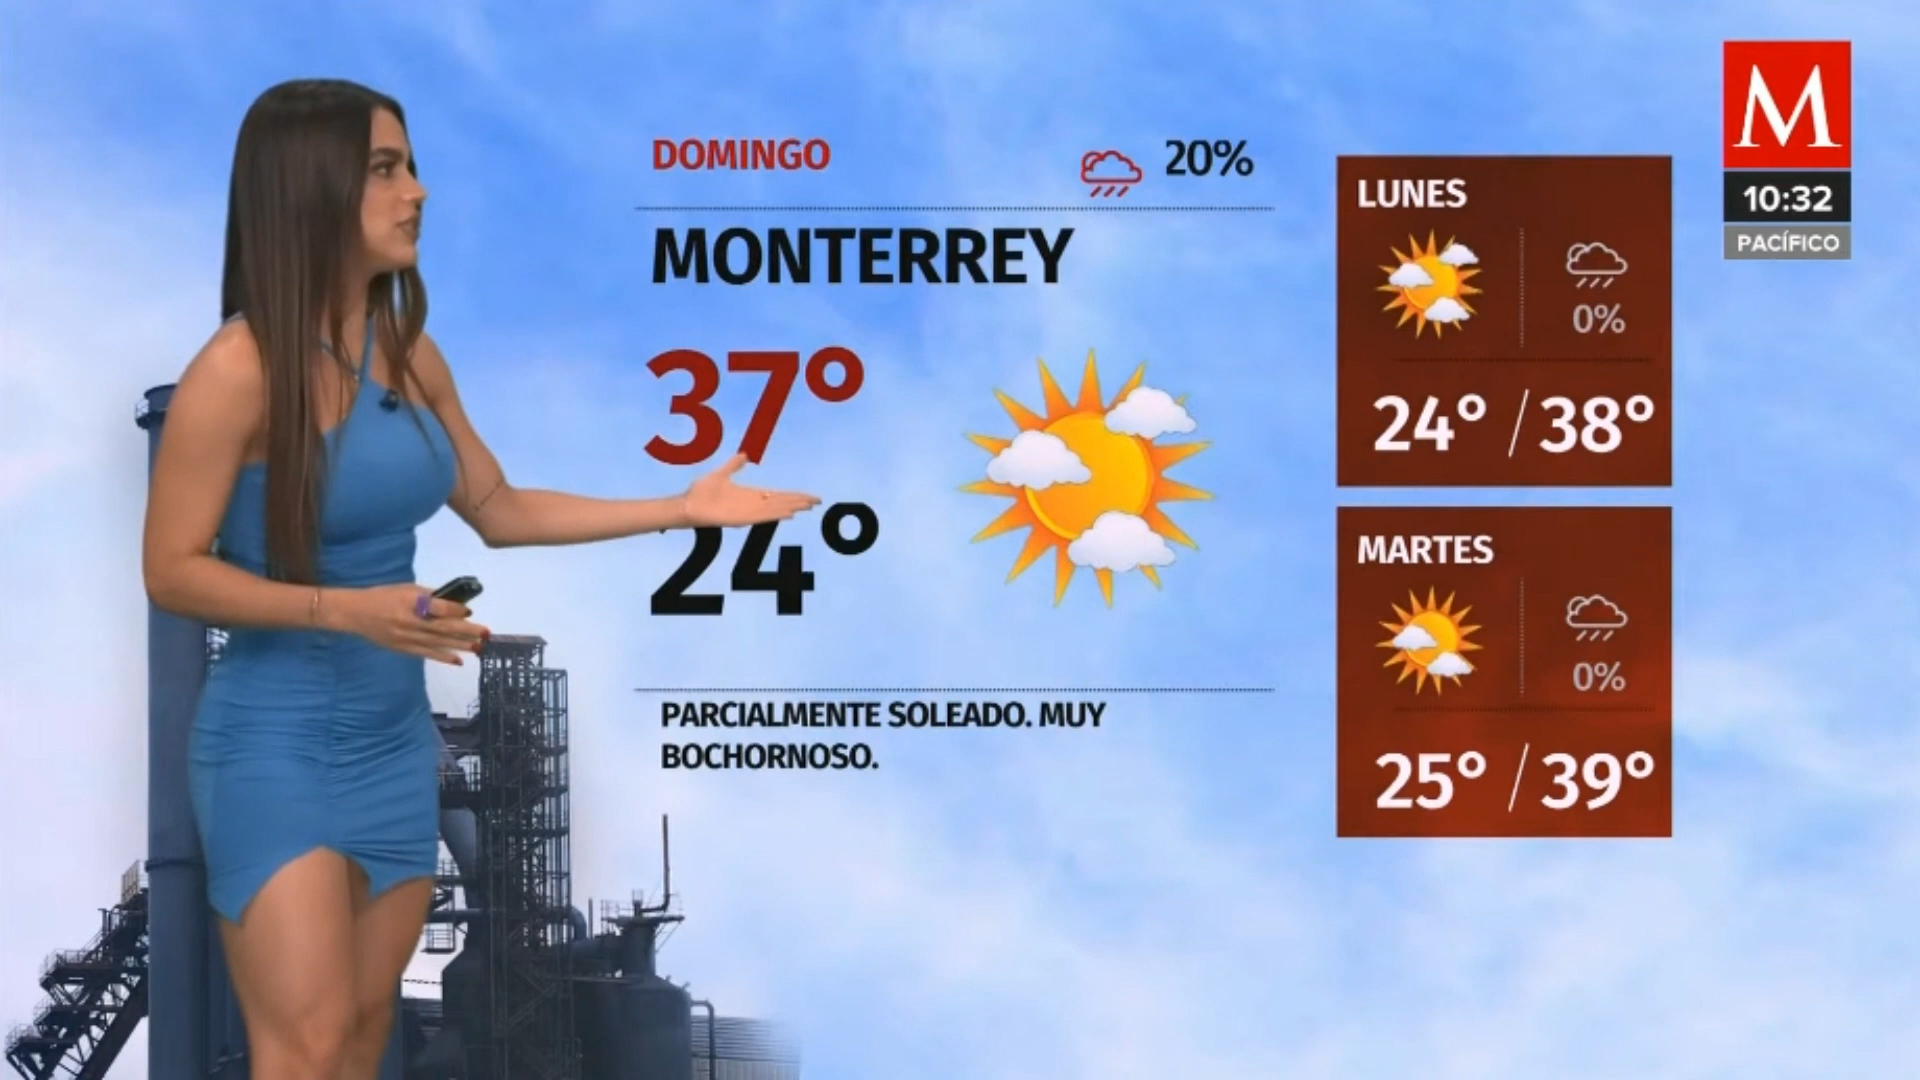 DOMINGO
20%
MONTERREY
37°
24°
PARCIALMENTE SOLEADO. MUY
BOCHORNOSO.
LUNES
0%
24° / 38°
MARTES
0%
25° / 39°
M
10:32
PACÍFICO